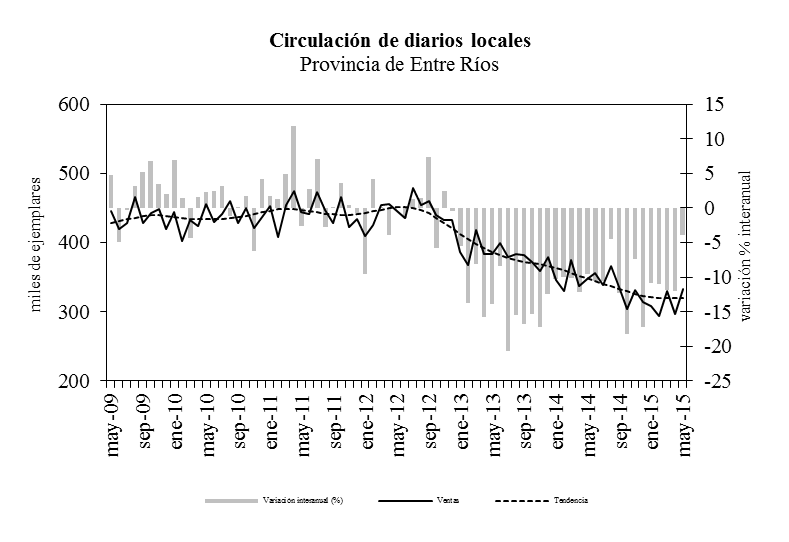 Circulación de diarios locales
Provincia de Entre Ríos
miles de ejemplares
600
500
400
300
200
15
10
5
0
-5
-10
-15
-20
-25
variación % interanual
may-09
sep-09
ene-10
may-10
sep-10
ene-11
may-11
sep-11
ene-12
may-12
sep-12
ene-13
may-13
sep-13
ene-14
may-14
sep-14
ene-15
may-15
Variación interanual (%)
Ventas
Tendencia